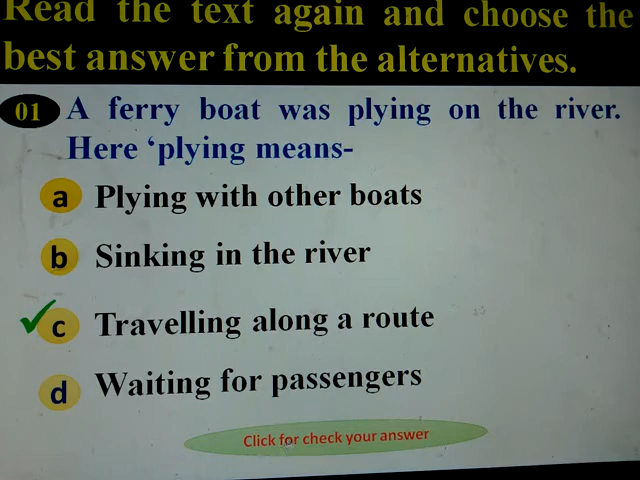 Read the text again and choose the
best answer from the alternatives.
01 A ferry boat was plying on the river.
Here ‘plying means-
a Plying with other boats
b Sinking in the river
c Travelling along a route
d Waiting for passengers
Click for check your answer